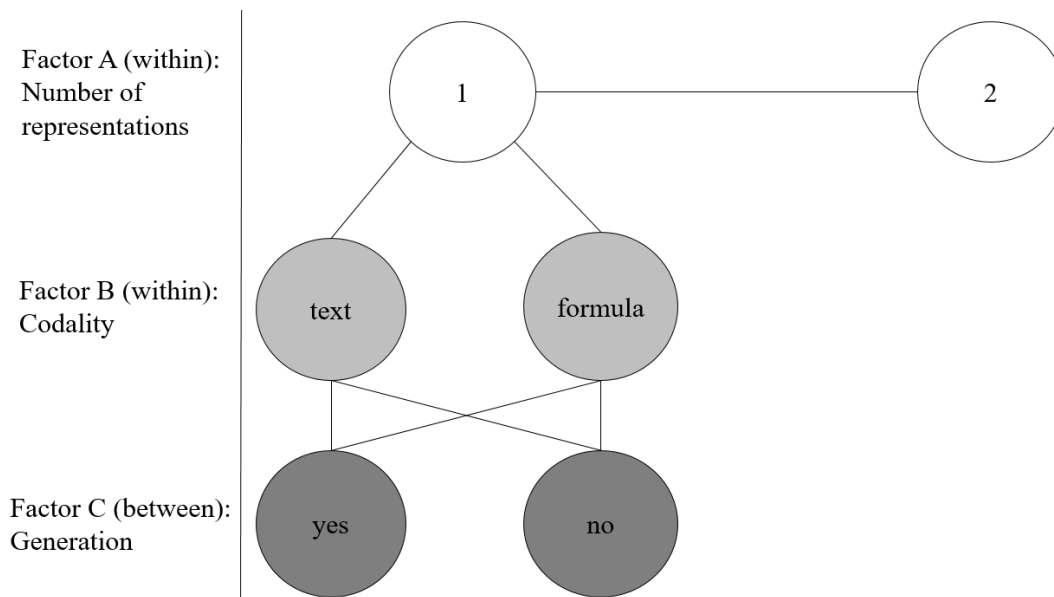 Factor A (within):
Number of
representations
1
2
Factor B (within):
Codality
text
formula
Factor C (between):
Generation
yes
no